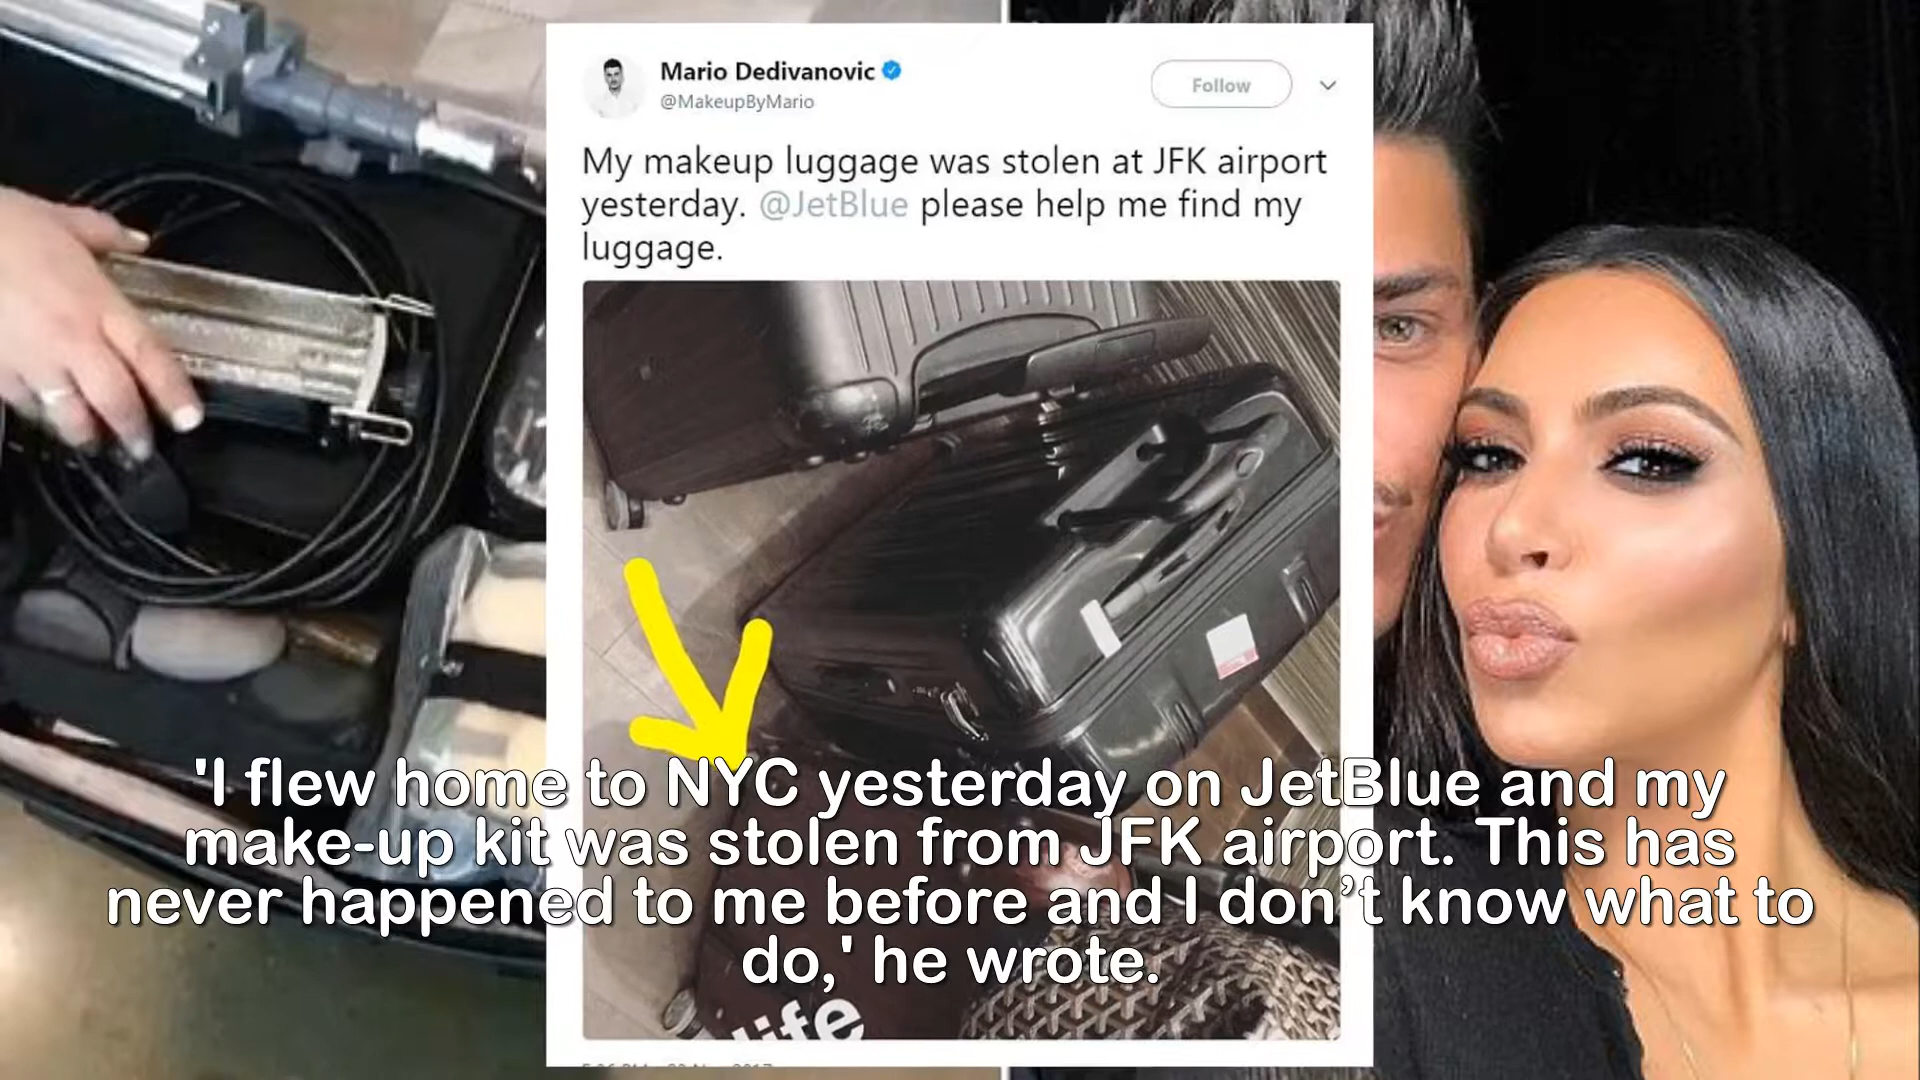 Mario Dedivanovic
@MakeupByMario
Follow
My makeup luggage was stolen at JFK airport
yesterday. @JetBlue please help me find my
luggage.
'I flew home to NYC yesterday on JetBlue and my
make-up kit was stolen from JFK airport. This has
never happened to me before and I don’t know what to
do,' he wrote.
life